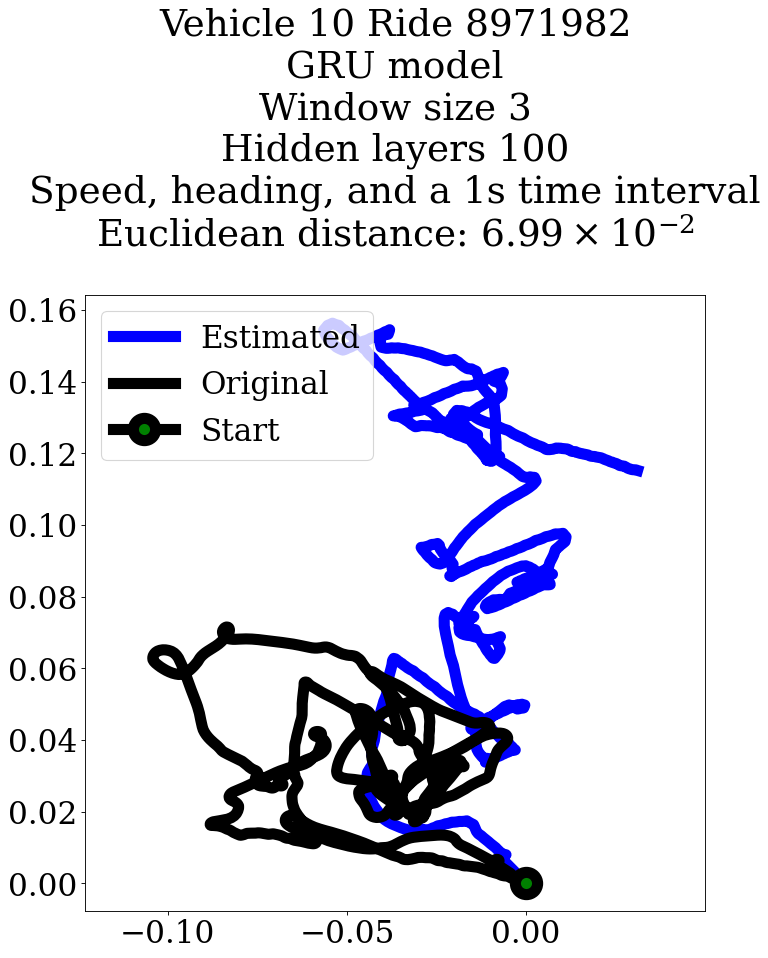 Vehicle 10 Ride 8971982
GRU model
Window size 3
Hidden layers 100
Speed, heading, and a 1s time interval
Euclidean distance: 6.99 × 10⁻²
Estimated
Original
Start
0.16
0.14
0.12
0.10
0.08
0.06
0.04
0.02
0.00
−0.10 −0.05 0.00